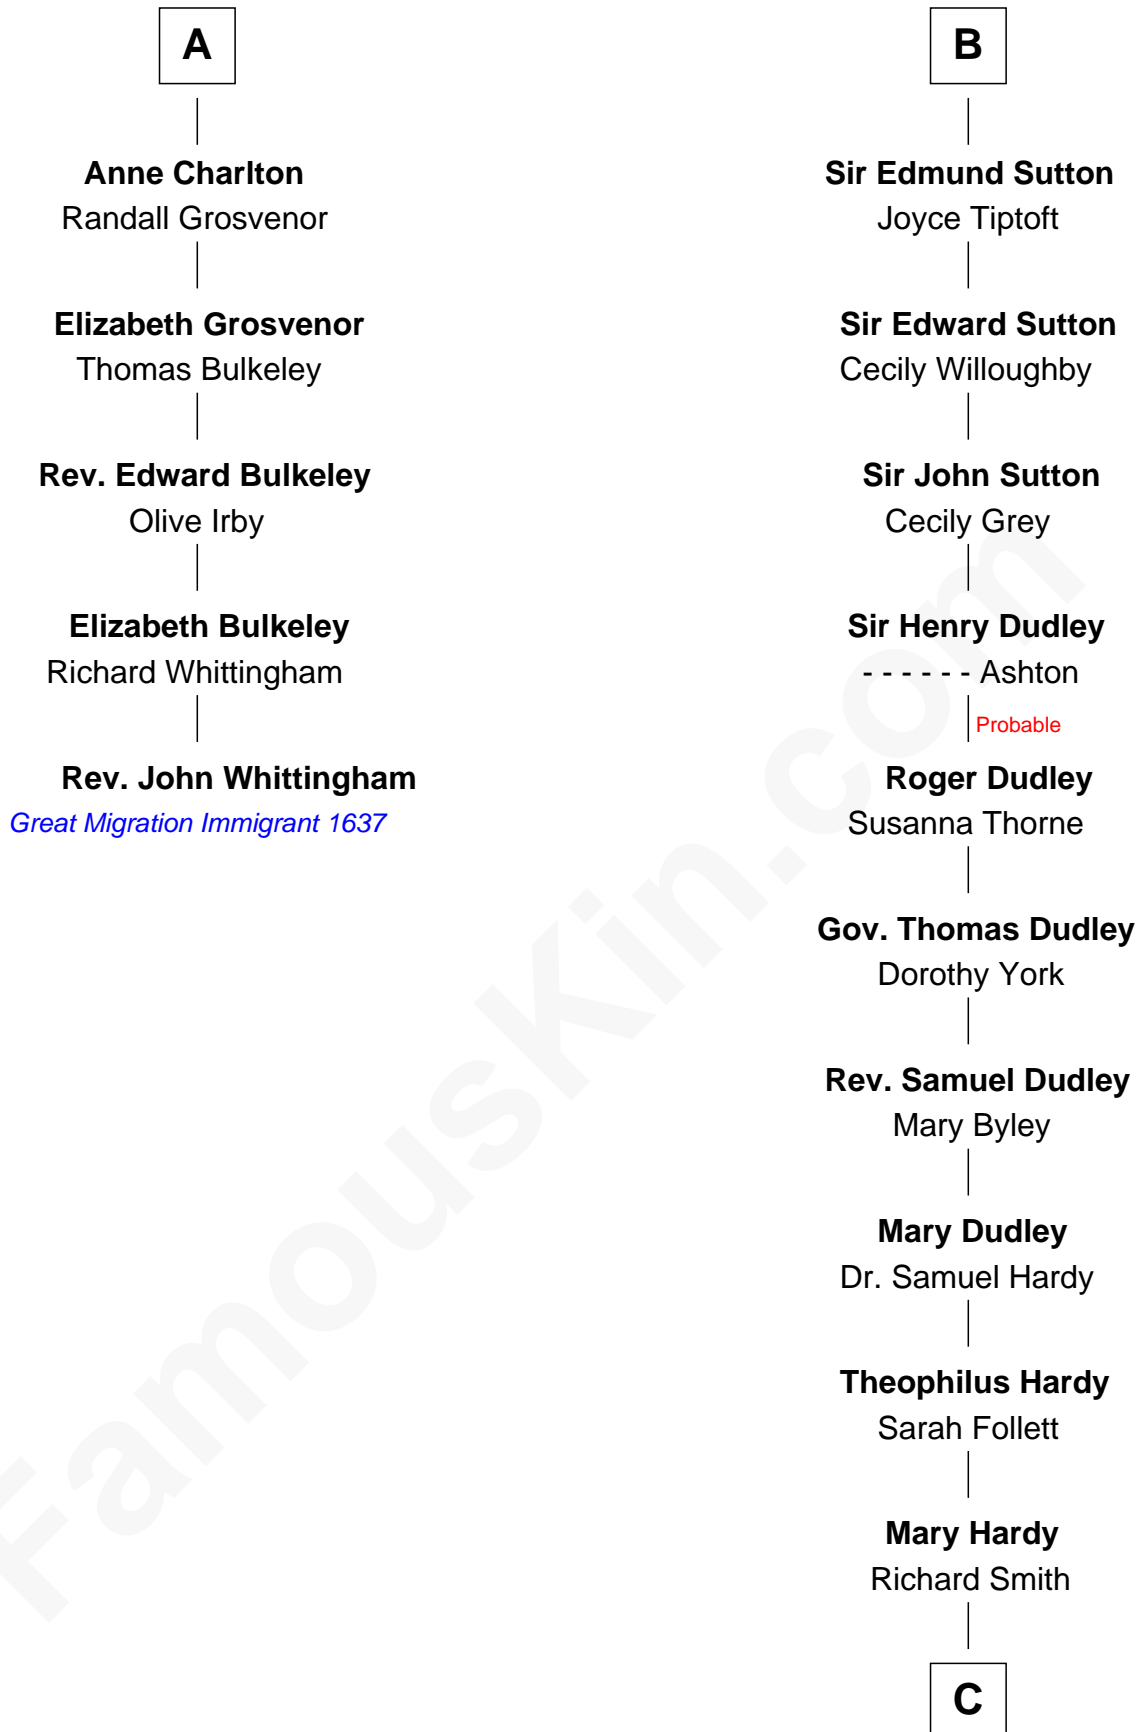 A
Anne Charlton
Randall Grosvenor
Elizabeth Grosvenor
Thomas Bulkeley
Rev. Edward Bulkeley
Olive Irby
Elizabeth Bulkeley
Richard Whittingham
Rev. John Whittingham
Great Migration Immigrant 1637
B
Sir Edmund Sutton
Joyce Tiptoft
Sir Edward Sutton
Cecily Willoughby
Sir John Sutton
Cecily Grey
Sir Henry Dudley
- - - - - - Ashton
Probable
Roger Dudley
Susanna Thorne
Gov. Thomas Dudley
Dorothy York
Rev. Samuel Dudley
Mary Byley
Mary Dudley
Dr. Samuel Hardy
Theophilus Hardy
Sarah Follett
Mary Hardy
Richard Smith
C
FamousKin.com